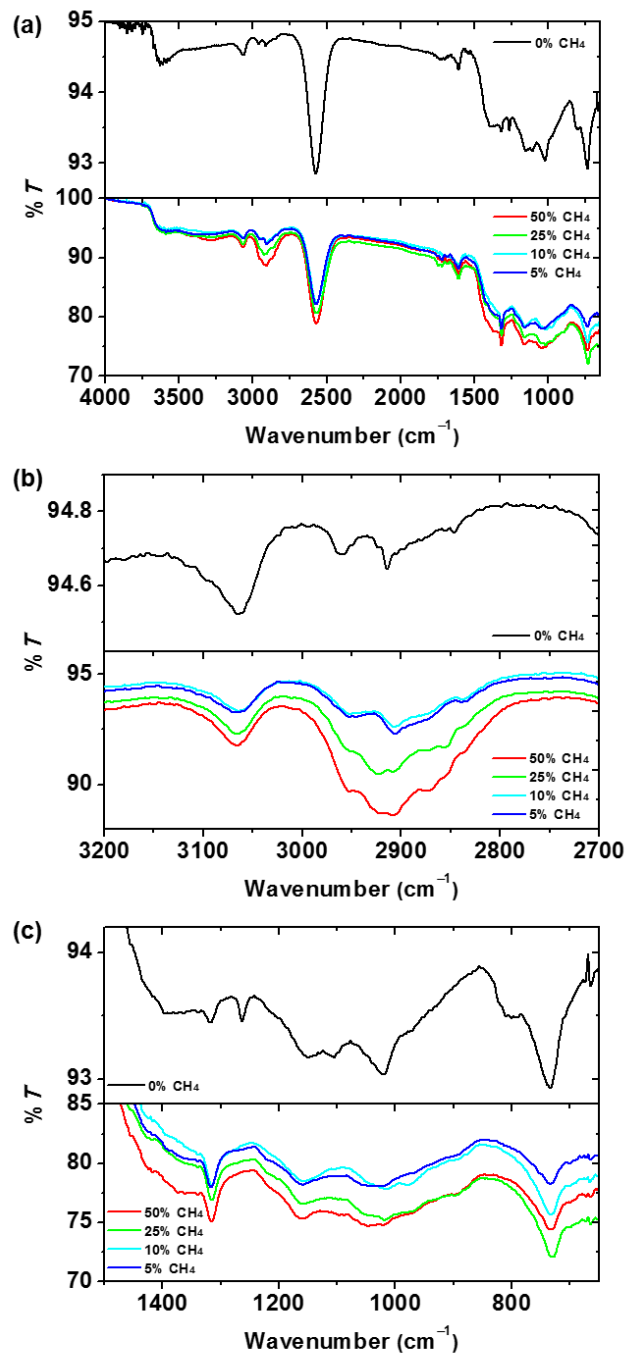 (a)
95
94
93
0% CH₄
% T
100
90
80
70
50% CH₄
25% CH₄
10% CH₄
5% CH₄
4000 3500 3000 2500 2000 1500 1000
Wavenumber (cm⁻¹)
(b)
94.8
94.6
0% CH₄
% T
95
90
50% CH₄
25% CH₄
10% CH₄
5% CH₄
3200 3100 3000 2900 2800 2700
Wavenumber (cm⁻¹)
(c)
94
93
0% CH₄
% T
85
80
75
70
50% CH₄
25% CH₄
10% CH₄
5% CH₄
1400 1200 1000 800
Wavenumber (cm⁻¹)